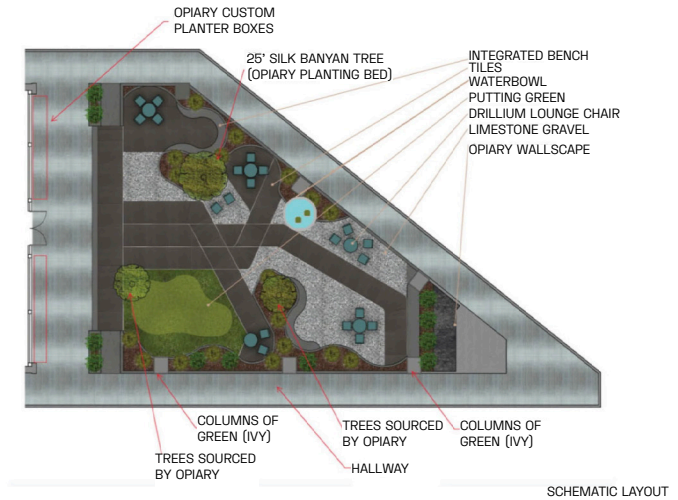 OPIARY CUSTOM
PLANTER BOXES
25' SILK BANYAN TREE
(OPIARY PLANTING BED)
INTEGRATED BENCH
TILES
WATERBOWL
PUTTING GREEN
DRILLIUM LOUNGE CHAIR
LIMESTONE GRAVEL
OPIARY WALLSCAPE
COLUMNS OF
GREEN (IVY)
TREES SOURCED
BY OPIARY
COLUMNS OF
GREEN (IVY)
TREES SOURCED
BY OPIARY
HALLWAY
SCHEMATIC LAYOUT